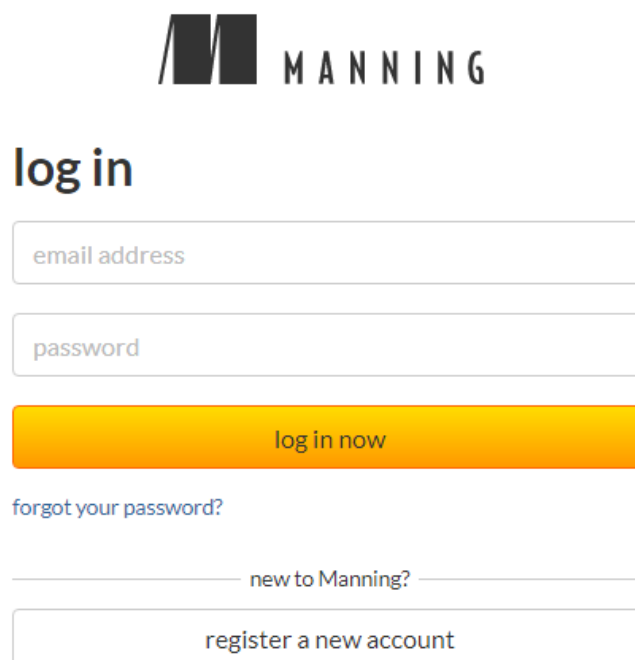 MANNING
log in
email address
password
log in now
forgot your password?
new to Manning?
register a new account